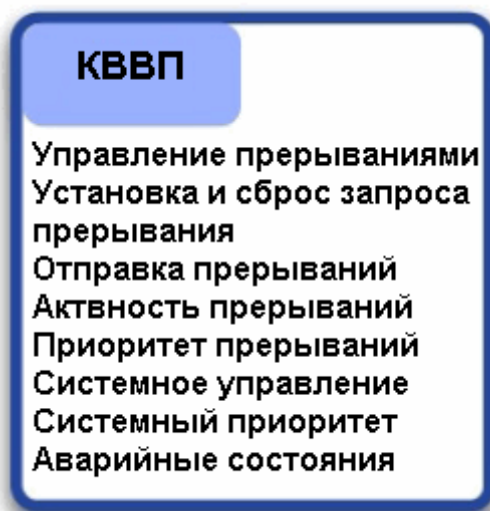 КВВП
Управление прерываниями
Установка и сброс запроса
прерывания
Отправка прерываний
Актвность прерываний
Приоритет прерываний
Системное управление
Системный приоритет
Аварийные состояния